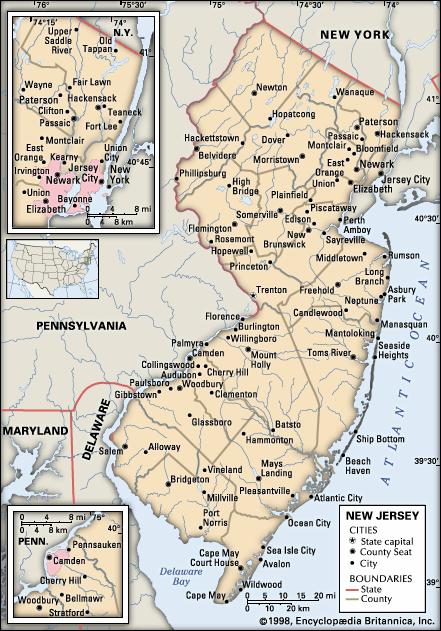 76°
75°
74°
74°15'
74°
N.Y.
Upper
Saddle
River
Old
Tappan
41°
Wayne
Fair Lawn
Paterson
Hackensack
Clifton
Teaneck
Passaic
Fort Lee
Montclair
East
Orange
Kearny
Union
City
40°45'
Irvington
Jersey
City
Newark
New
York
Union
Bayonne
Elizabeth
0 4 8 mi
0 4 8 km
NEW YORK
41°
Newton
Wanaque
Hopatcong
Paterson
Hackettstown
Dover
Passaic
Hackensack
Belvidere
Montclair
Bloomfield
Morristown
East
Orange
Newark
Phillipsburg
Union
Jersey City
High
Bridge
Elizabeth
Plainfield
Piscataway
Somerville
Edison
Perth
Amboy
Flemington
New
Brunswick
Sayreville
40°30'
Rosemont
Hopewell
Middletown
Rumson
Princeton
Long
Branch
Trenton
Freehold
Asbury
Park
Neptune
Candlewood
Florence
PENNSYLVANIA
Burlington
Manasquan
Willingboro
Mantoloking
Palmyra
Camden
Mount
Holly
Toms River
Seaside
Heights
40°
Collingswood
Audubon
Cherry Hill
Paulsboro
Woodbury
Gibbstown
Clementon
ATLANTIC OCEAN
DELAWARE
MARYLAND
Glassboro
Batsto
Salem
Alloway
Hammonton
Ship Bottom
Beach
Haven
39°30'
Vineland
Mays
Landing
Bridgeton
Millville
Pleasantville
Atlantic City
Port
Norris
Ocean City
Delaware
Bay
Cape May
Court House
Sea Isle City
Avalon
Wildwood
Cape May
39°
0 10 20 mi
0 10 20 km
0 4 8 mi
0 4 8 km
75°
40°
PENN.
Pennsauken
Camden
Cherry Hill
Woodbury
Bellmawr
Stratford
NEW JERSEY
CITIES
State capital
County Seat
City
BOUNDARIES
State
County
©1998, Encyclopædia Britannica, Inc.